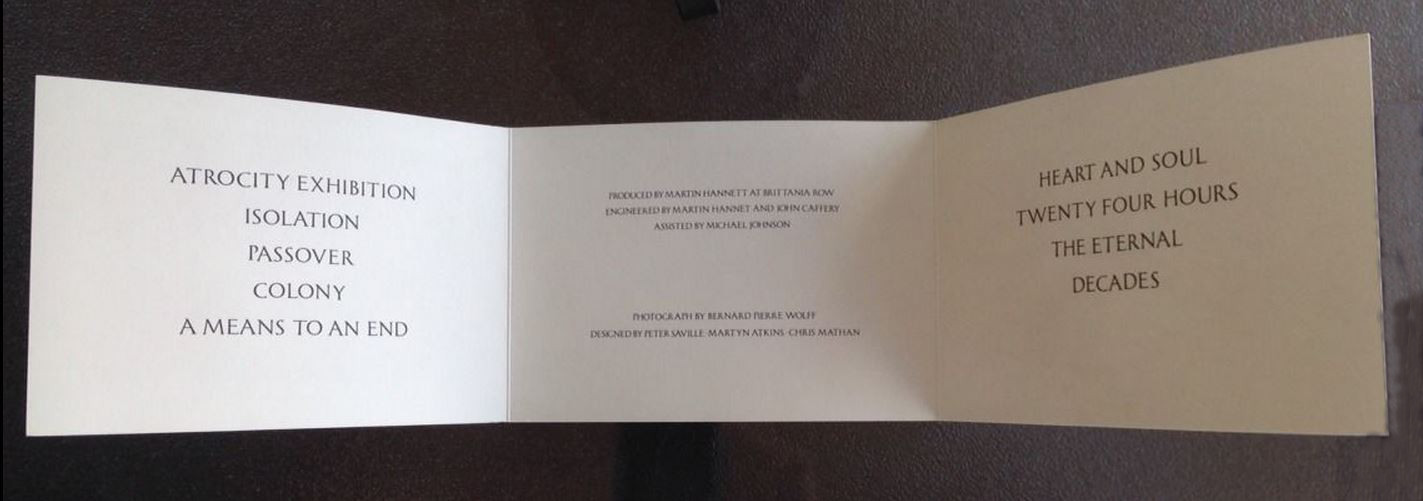 ATROCITY EXHIBITION
ISOLATION
PASSOVER
COLONY
A MEANS TO AN END
PRODUCED BY MARTIN HANNETT AT BRITTANIA ROW
ENGINEERED BY MARTIN HANNET AND JOHN CAFFERY
ASSISTED BY MICHAEL JOHNSON
PHOTOGRAPH BY BERNARD PIERRE WOLFF
DESIGNED BY PETER SAVILLE · MARTYN ATKINS · CHRIS MATHAN
HEART AND SOUL
TWENTY FOUR HOURS
THE ETERNAL
DECADES